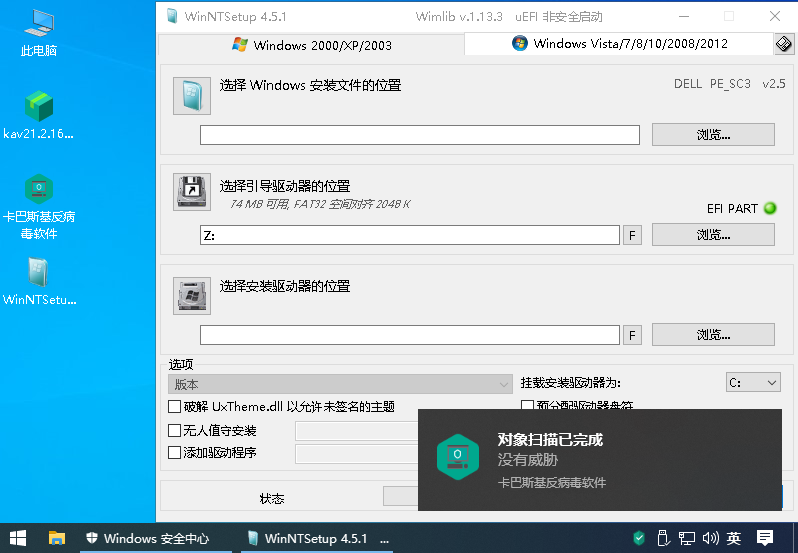 此电脑
kav21.2.16...
卡巴斯基反病
毒软件
WinNTSetu...
WinNTSetup 4.5.1
Wimlib v.1.13.3 uEFI 非安全启动
Windows 2000/XP/2003
Windows Vista/7/8/10/2008/2012
选择 Windows 安装文件的位置
DELL PE_SC3 v2.5
浏览...
选择引导驱动器的位置
74 MB 可用, FAT32 空间对齐 2048 K
EFI PART
Z:
F
浏览...
选择安装驱动器的位置
F
浏览...
选项
版本
挂载安装驱动器为:
C:
破解 UxTheme.dll 以允许未签名的主题
预分配驱动器盘符
无人值守安装
添加驱动程序
状态
对象扫描已完成
没有威胁
卡巴斯基反病毒软件
Windows 安全中心
WinNTSetup 4.5.1 ...
英